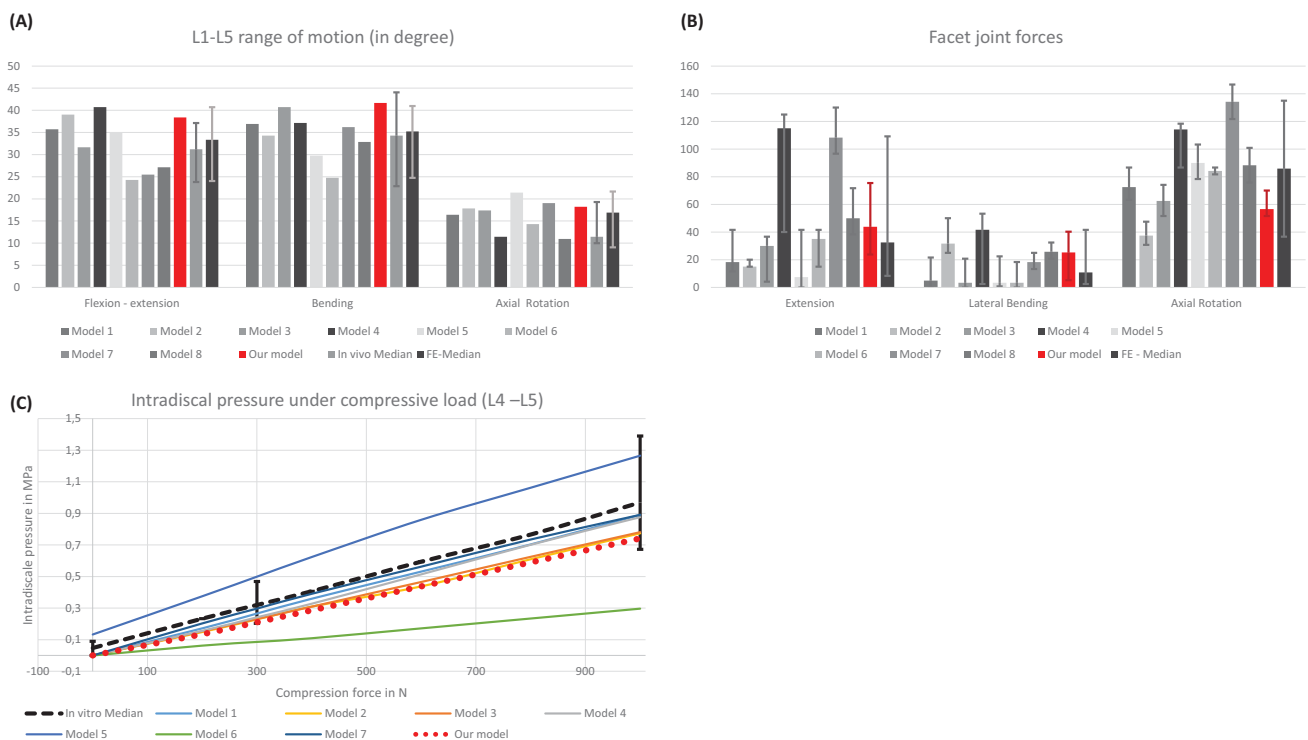 (A)
L1-L5 range of motion (in degree)
50
45
40
35
30
25
20
15
10
5
0
Flexion - extension Bending Axial Rotation
Model 1 Model 2 Model 3 Model 4 Model 5 Model 6
Model 7 Model 8 Our model In vivo Median FE-Median
(B)
Facet joint forces
160
140
120
100
80
60
40
20
0
Extension Lateral Bending Axial Rotation
Model 1 Model 2 Model 3 Model 4 Model 5
Model 6 Model 7 Model 8 Our model FE - Median
(C)
Intradiscal pressure under compressive load (L4 –L5)
Intradiscale pressure in MPa
1,5
1,3
1,1
0,9
0,7
0,5
0,3
0,1
-0,1
-100 100 300 500 700 900
Compression force in N
In vitro Median Model 1 Model 2 Model 3 Model 4
Model 5 Model 6 Model 7 Our model